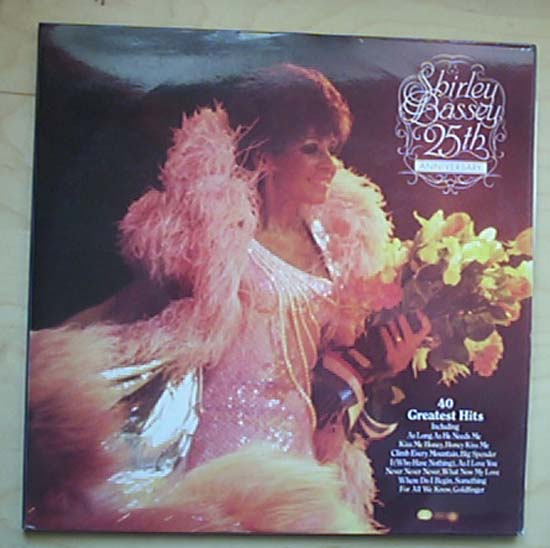 Shirley
Bassey
25th
ANNIVERSARY
40
Greatest Hits
Including
As Long As He Needs Me
Kiss Me Honey, Honey Kiss Me
Climb Every Mountain, Big Spender
I (Who Have Nothing), As I Love You
Never Never Never, What Now My Love
Where Do I Begin, Something
For All We Know, Goldfinger